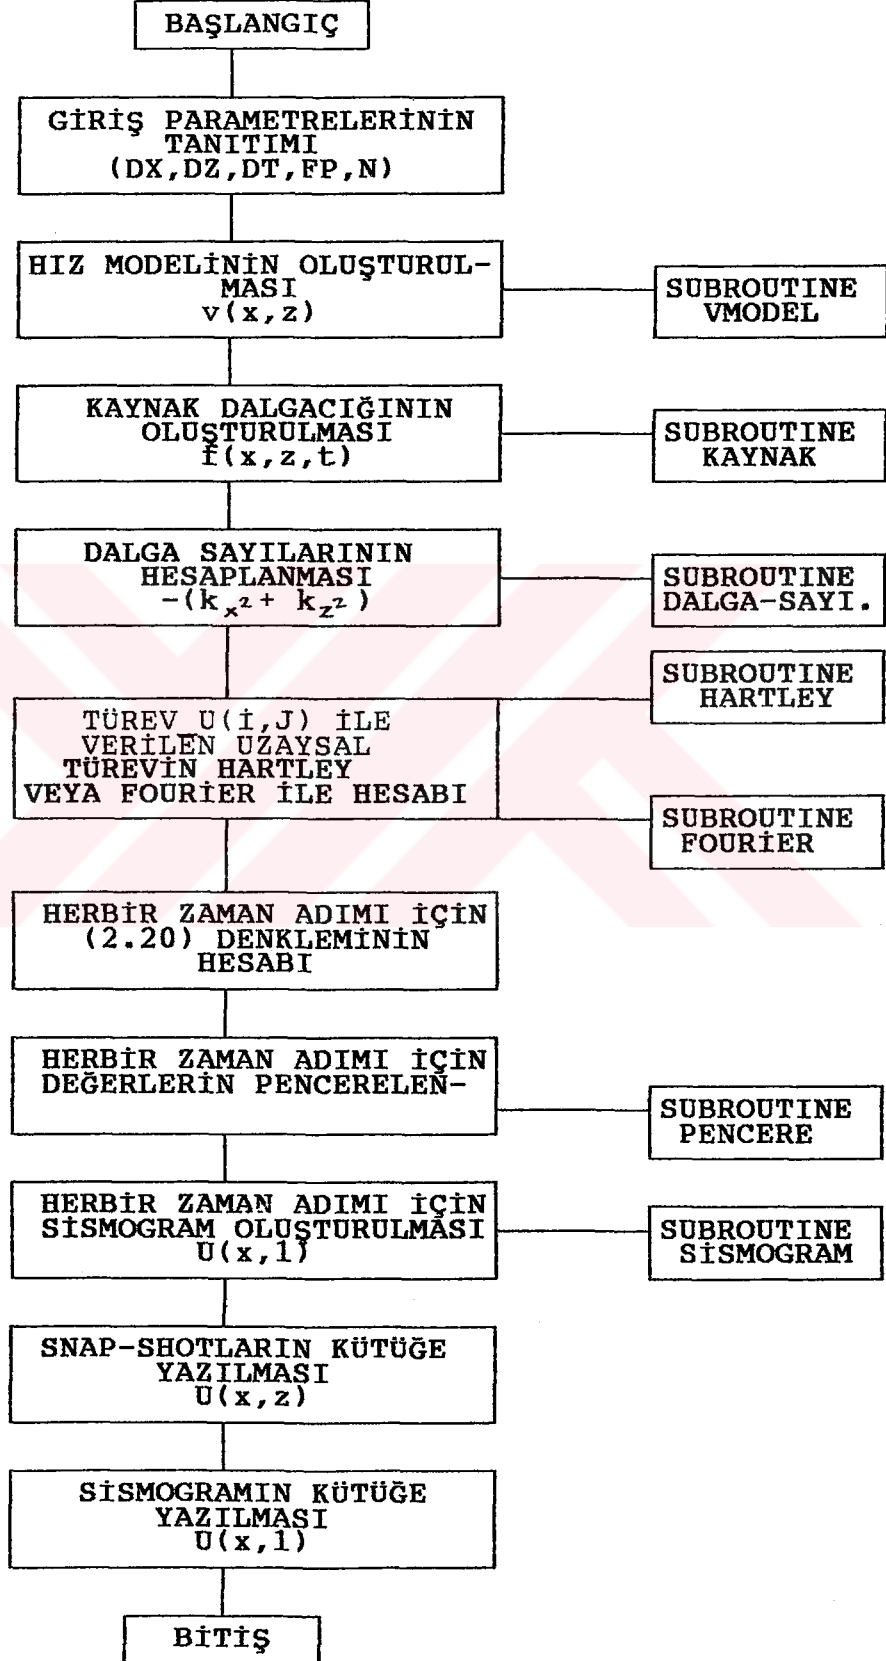 BAŞLANGIÇ
GİRİŞ PARAMETRELERİNİN
TANITIMI
(DX,DZ,DT,FP,N)
HIZ MODELİNİN OLUŞTURUL-
MASI
v(x,z)
SUBROUTINE
VMODEL
KAYNAK DALGACIĞININ
OLUŞTURULMASI
f(x,z,t)
SUBROUTINE
KAYNAK
DALGA SAYILARININ
HESAPLANMASI
-(kx²+ kz²)
SUBROUTINE
DALGA-SAYI.
SUBROUTINE
HARTLEY
TÜREV_U(İ,J) İLE
VERİLEN UZAYSAL
TÜREVİN HARTLEY
VEYA FOURİER İLE HESABI
SUBROUTINE
FOURİER
HERBİR ZAMAN ADIMI İÇİN
(2.20) DENKLEMİNİN
HESABI
HERBİR ZAMAN ADIMI İÇİN
DEĞERLERİN PENCERELEN-
SUBROUTINE
PENCERE
HERBİR ZAMAN ADIMI İÇİN
SİSMOGRAM OLUŞTURULMASI
U(x,1)
SUBROUTINE
SİSMOGRAM
SNAP-SHOTLARIN KÜTÜĞE
YAZILMASI
U(x,z)
SİSMOGRAMIN KÜTÜĞE
YAZILMASI
U(x,1)
BİTİŞ